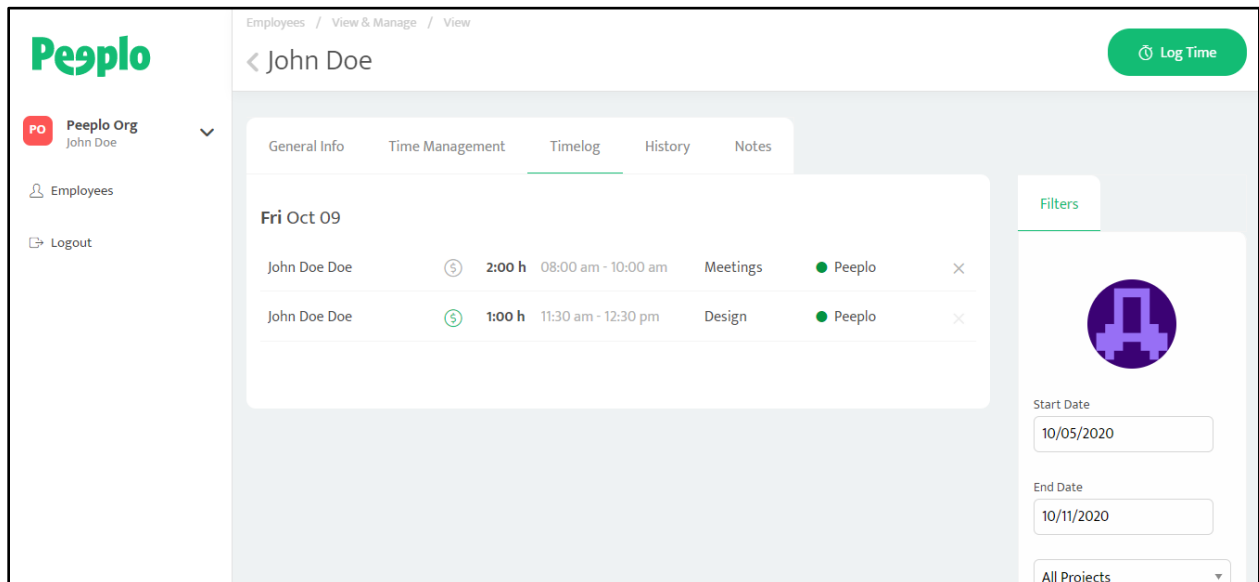 Peeplo
PO
Peeplo Org
John Doe
Employees
Logout
Employees / View & Manage / View
< John Doe
Log Time
General Info Time Management Timelog History Notes
Fri Oct 09
John Doe Doe $ 2:00 h 08:00 am - 10:00 am Meetings Peeplo ×
John Doe Doe $ 1:00 h 11:30 am - 12:30 pm Design Peeplo ×
Filters
Start Date
10/05/2020
End Date
10/11/2020
All Projects